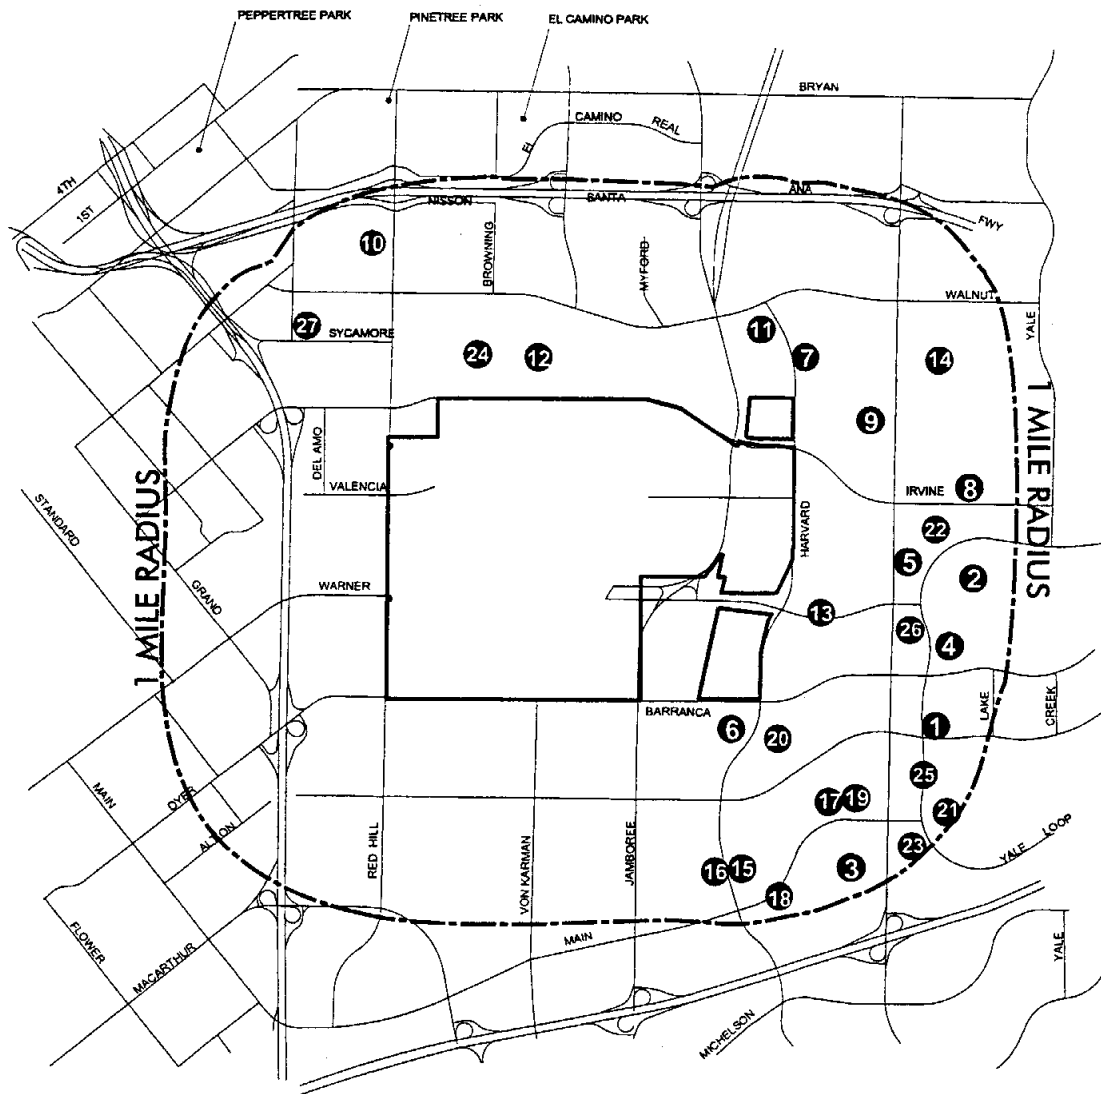 PEPPERTREE PARK
PINETREE PARK
EL CAMINO PARK
BRYAN
EL CAMINO REAL
4TH
1ST
NISSON
SANTA ANA FWY
10
BROWNING
MYFORD
WALNUT
27
SYCAMORE
24
12
11
7
14
YALE
9
1 MILE RADIUS
1 MILE RADIUS
DEL AMO
VALENCIA
IRVINE
8
STANDARD
HARVARD
22
5
2
WARNER
GRAND
13
26
4
BARRANCA
6
20
1
LAKE
CREEK
25
MAIN
DYER
ALTON
17
19
21
RED HILL
VON KARMAN
JAMBOREE
23
YALE LOOP
16
15
3
18
FLOWER
MACARTHUR
MAIN
YALE
MICHELSON